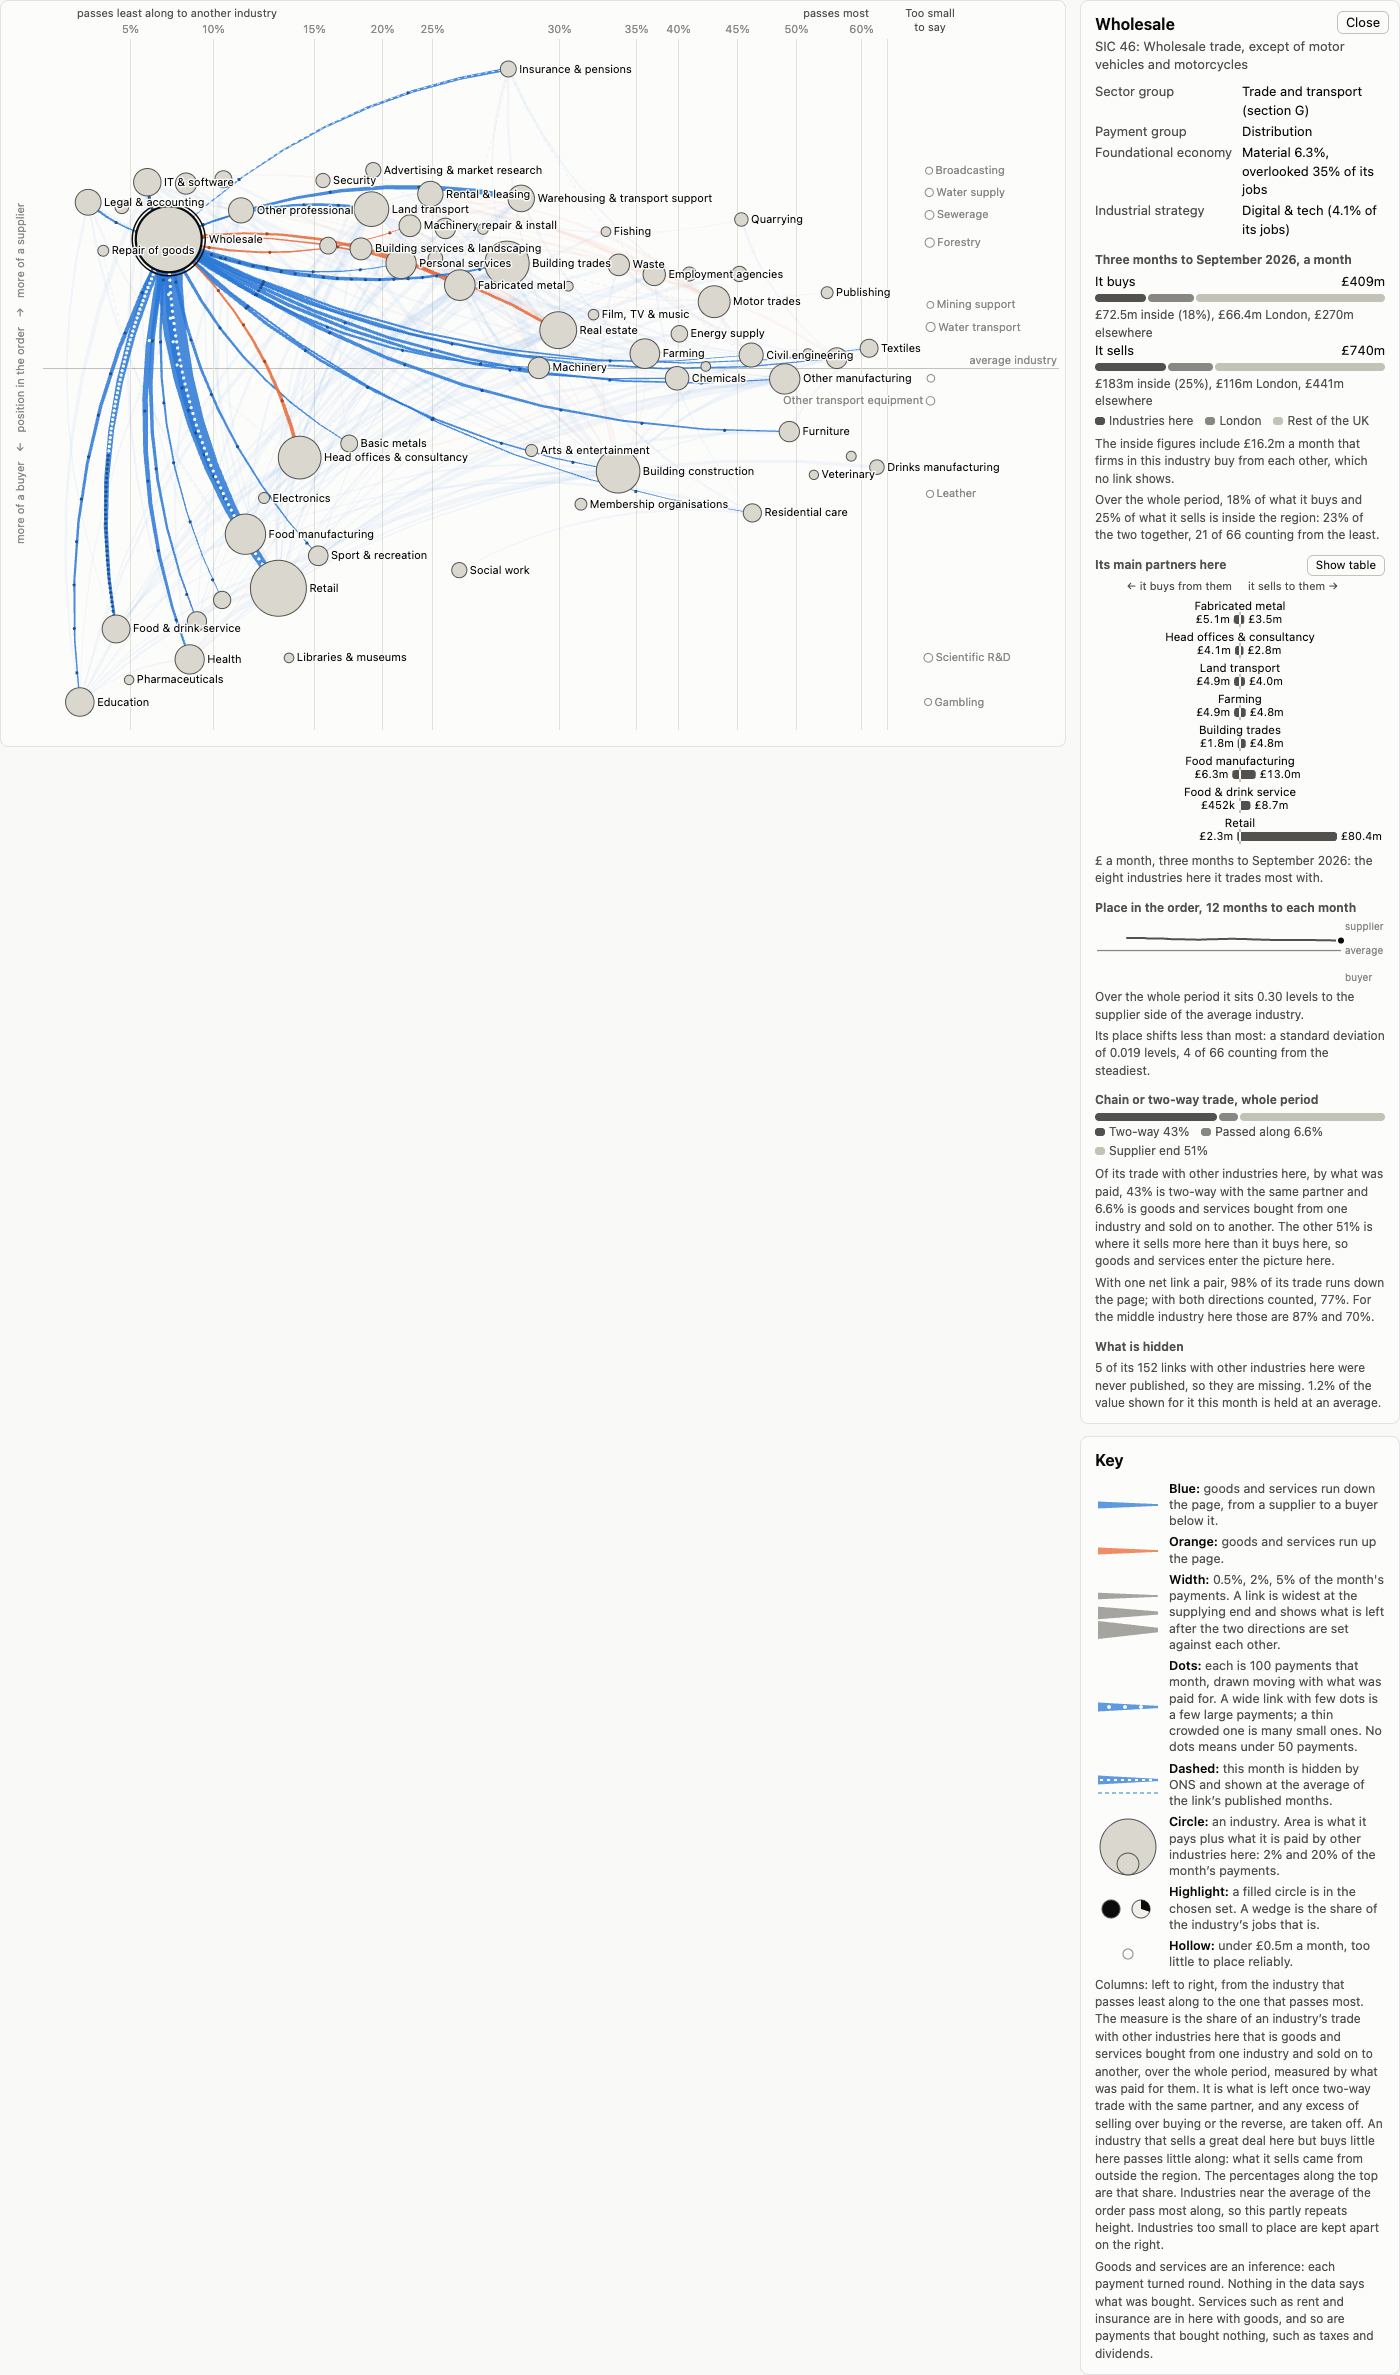 passes least along to another industry
passes most
Too small
to say
5%
10%
15%
20%
25%
30%
35%
40%
45%
50%
60%
more of a buyer ← position in the order → more of a supplier
Insurance & pensions
Advertising & market research
Broadcasting
IT & software
Security
Rental & leasing
Water supply
Legal & accounting
Warehousing & transport support
Other professional
Land transport
Sewerage
Quarrying
Machinery repair & install
Fishing
Wholesale
Forestry
Repair of goods
Building services & landscaping
Personal services
Building trades
Waste
Employment agencies
Fabricated metal
Publishing
Motor trades
Mining support
Film, TV & music
Real estate
Energy supply
Water transport
Textiles
Farming
Civil engineering
average industry
Machinery
Chemicals
Other manufacturing
Other transport equipment
Furniture
Basic metals
Arts & entertainment
Head offices & consultancy
Building construction
Veterinary
Drinks manufacturing
Electronics
Leather
Membership organisations
Residential care
Food manufacturing
Sport & recreation
Social work
Retail
Food & drink service
Health
Libraries & museums
Scientific R&D
Pharmaceuticals
Education
Gambling
Wholesale
Close
SIC 46: Wholesale trade, except of motor
vehicles and motorcycles
Sector group
Trade and transport
(section G)
Payment group
Distribution
Foundational economy
Material 6.3%,
overlooked 35% of its
jobs
Industrial strategy
Digital & tech (4.1% of
its jobs)
Three months to September 2026, a month
It buys
£409m
£72.5m inside (18%), £66.4m London, £270m
elsewhere
It sells
£740m
£183m inside (25%), £116m London, £441m
elsewhere
Industries here
London
Rest of the UK
The inside figures include £16.2m a month that
firms in this industry buy from each other, which
no link shows.
Over the whole period, 18% of what it buys and
25% of what it sells is inside the region: 23% of
the two together, 21 of 66 counting from the least.
Its main partners here
Show table
← it buys from them
it sells to them →
Fabricated metal
£5.1m
£3.5m
Head offices & consultancy
£4.1m
£2.8m
Land transport
£4.9m
£4.0m
Farming
£4.9m
£4.8m
Building trades
£1.8m
£4.8m
Food manufacturing
£6.3m
£13.0m
Food & drink service
£452k
£8.7m
Retail
£2.3m
£80.4m
£ a month, three months to September 2026: the
eight industries here it trades most with.
Place in the order, 12 months to each month
supplier
average
buyer
Over the whole period it sits 0.30 levels to the
supplier side of the average industry.
Its place shifts less than most: a standard deviation
of 0.019 levels, 4 of 66 counting from the
steadiest.
Chain or two-way trade, whole period
Two-way 43%
Passed along 6.6%
Supplier end 51%
Of its trade with other industries here, by what was
paid, 43% is two-way with the same partner and
6.6% is goods and services bought from one
industry and sold on to another. The other 51% is
where it sells more here than it buys here, so
goods and services enter the picture here.
With one net link a pair, 98% of its trade runs down
the page; with both directions counted, 77%. For
the middle industry here those are 87% and 70%.
What is hidden
5 of its 152 links with other industries here were
never published, so they are missing. 1.2% of the
value shown for it this month is held at an average.
Key
Blue: goods and services run down
the page, from a supplier to a buyer
below it.
Orange: goods and services run up
the page.
Width: 0.5%, 2%, 5% of the month's
payments. A link is widest at the
supplying end and shows what is left
after the two directions are set
against each other.
Dots: each is 100 payments that
month, drawn moving with what was
paid for. A wide link with few dots is
a few large payments; a thin
crowded one is many small ones. No
dots means under 50 payments.
Dashed: this month is hidden by
ONS and shown at the average of
the link's published months.
Circle: an industry. Area is what it
pays plus what it is paid by other
industries here: 2% and 20% of the
month's payments.
Highlight: a filled circle is in the
chosen set. A wedge is the share of
the industry's jobs that is.
Hollow: under £0.5m a month, too
little to place reliably.
Columns: left to right, from the industry that
passes least along to the one that passes most.
The measure is the share of an industry's trade
with other industries here that is goods and
services bought from one industry and sold on to
another, over the whole period, measured by what
was paid for them. It is what is left once two-way
trade with the same partner, and any excess of
selling over buying or the reverse, are taken off. An
industry that sells a great deal here but buys little
here passes little along: what it sells came from
outside the region. The percentages along the top
are that share. Industries near the average of the
order pass most along, so this partly repeats
height. Industries too small to place are kept apart
on the right.
Goods and services are an inference: each
payment turned round. Nothing in the data says
what was bought. Services such as rent and
insurance are in here with goods, and so are
payments that bought nothing, such as taxes and
dividends.